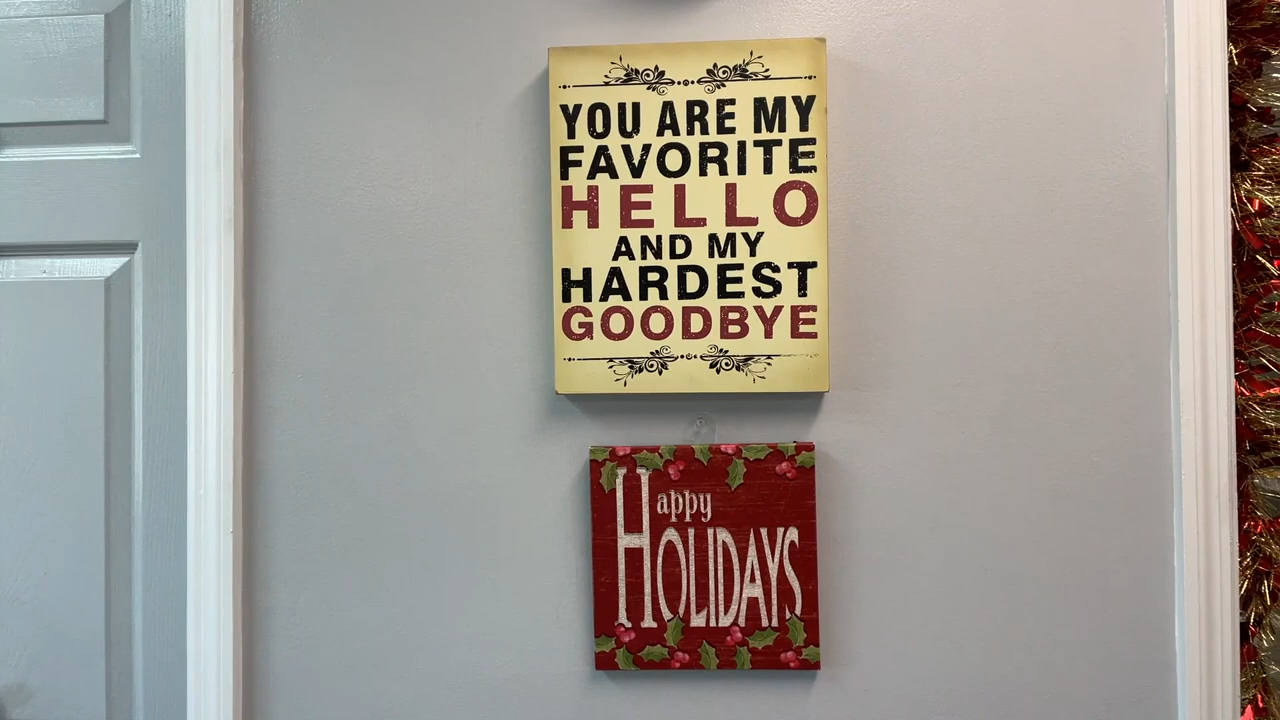 YOU ARE MY
FAVORITE
HELLO
AND MY
HARDEST
GOODBYE
Happy
HOLIDAYS